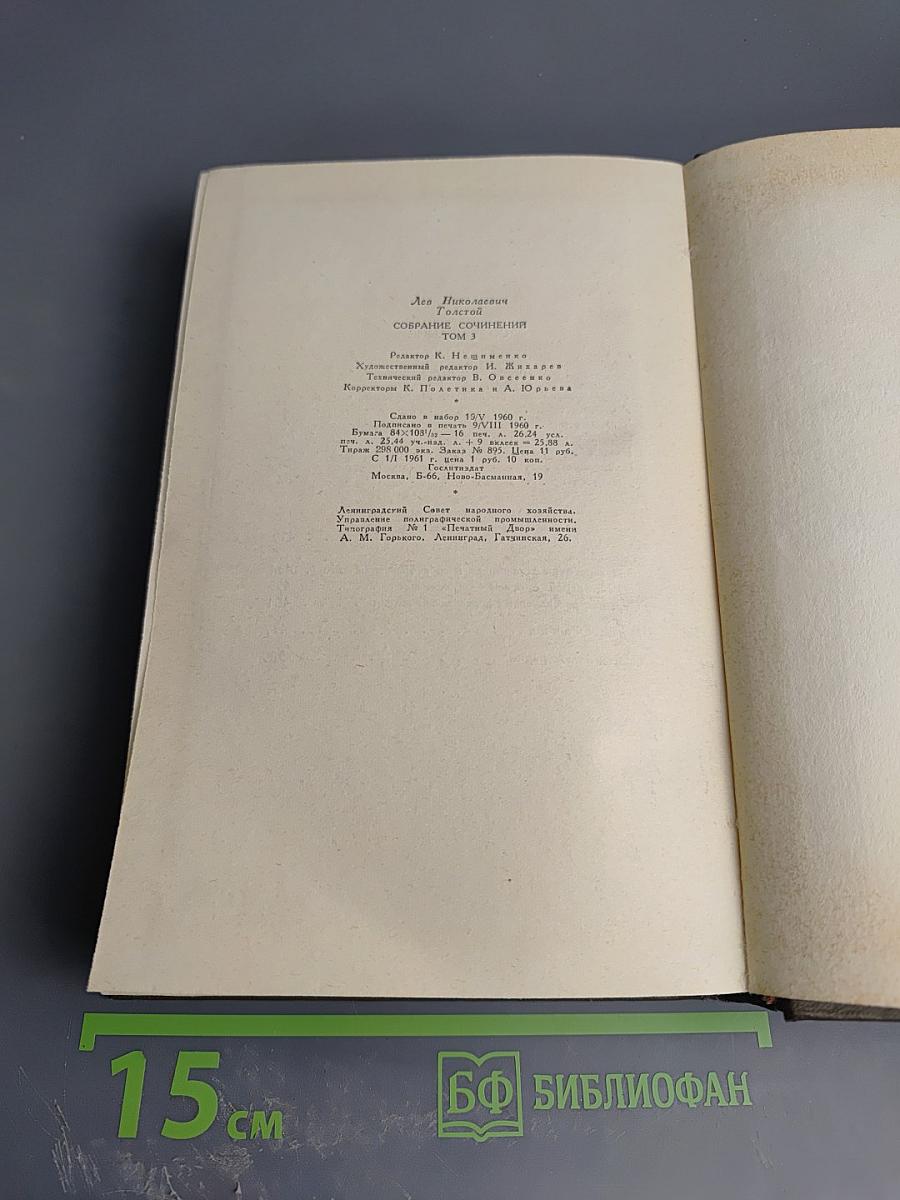 Лев Николаевич
Толстой
СОБРАНИЕ СОЧИНЕНИЙ
ТОМ 3
Редактор К. Нещименко
Художественный редактор И. Жихарев
Технический редактор В. Овсеенко
Корректоры К. Полетика и А. Юрьева
*
Сдано в набор 19/V 1960 г.
Подписано в печать 9/VIII 1960 г.
Бумага 84×108¹/₃₂ — 16 печ. л. 26,24 усл.
печ. л. 25,44 уч.-изд. л. + 9 вклеек = 25,88 л.
Тираж 298 000 экз. Заказ № 895. Цена 11 руб.
С 1/I 1961 г. цена 1 руб. 10 коп.
Гослитиздат
Москва, Б-66, Ново-Басманная, 19
*
Ленинградский Совет народного хозяйства.
Управление полиграфической промышленности.
Типография № 1 «Печатный Двор» имени
А. М. Горького. Ленинград, Гатчинская, 26.
15 см
БФ БИБЛИОФАН